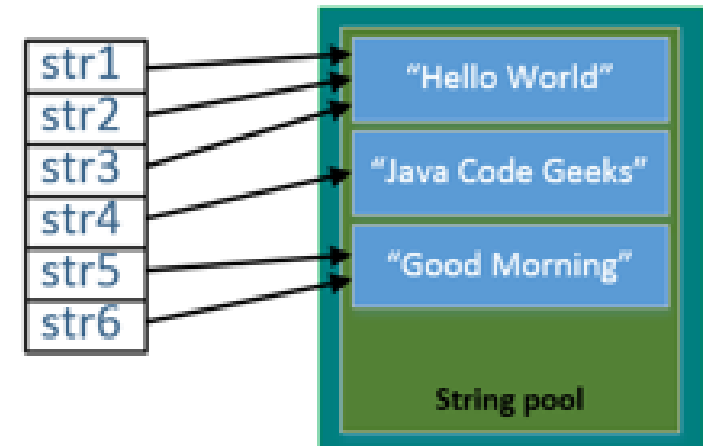 str1
str2
str3
str4
str5
str6
“Hello World”
“Java Code Geeks”
“Good Morning”
String pool